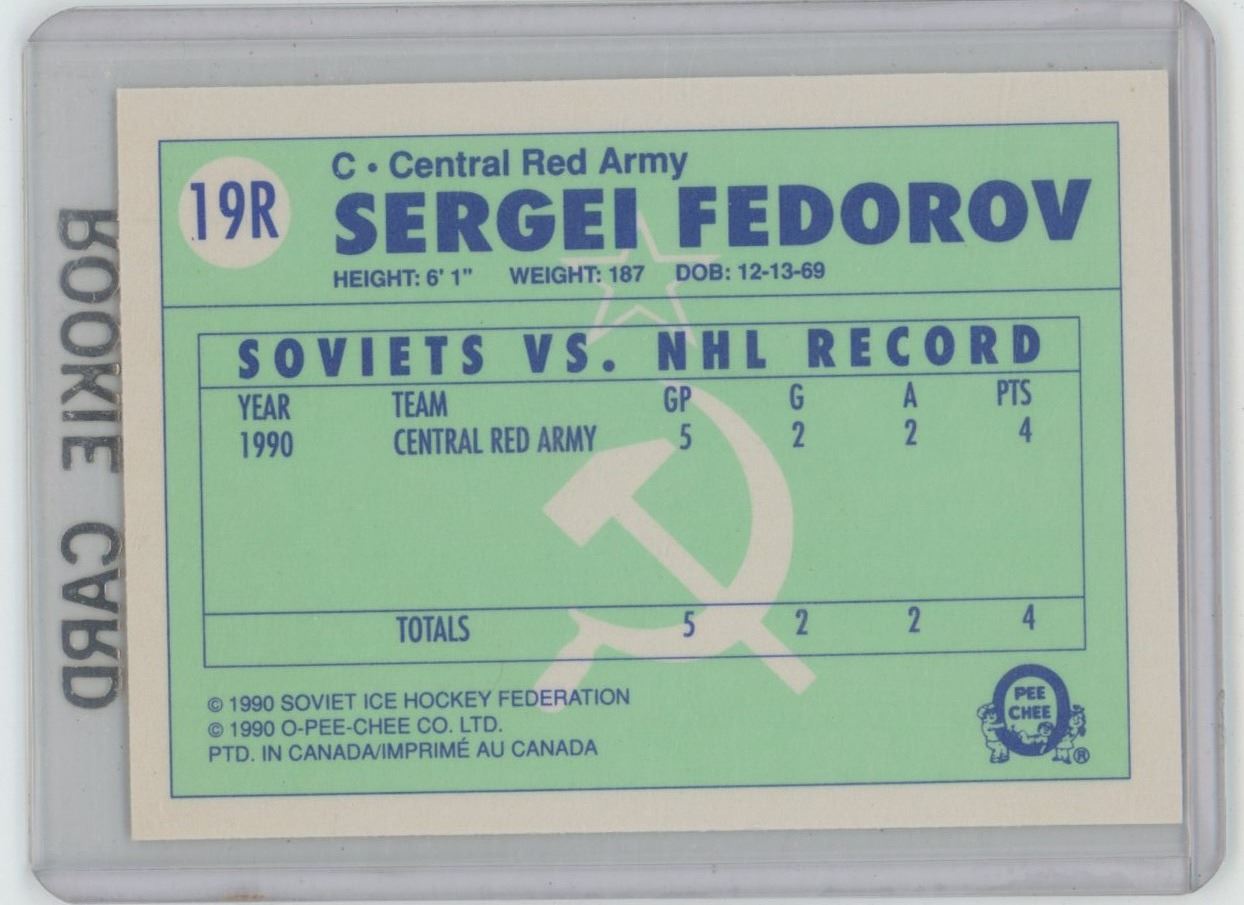 19R
C • Central Red Army
SERGEI FEDOROV
HEIGHT: 6' 1" WEIGHT: 187 DOB: 12-13-69
SOVIETS VS. NHL RECORD
YEAR TEAM GP G A PTS
1990 CENTRAL RED ARMY 5 2 2 4
TOTALS 5 2 2 4
© 1990 SOVIET ICE HOCKEY FEDERATION
© 1990 O-PEE-CHEE CO. LTD.
PTD. IN CANADA/IMPRIMÉ AU CANADA
O
PEE
CHEE
®
ROOKIE CARD